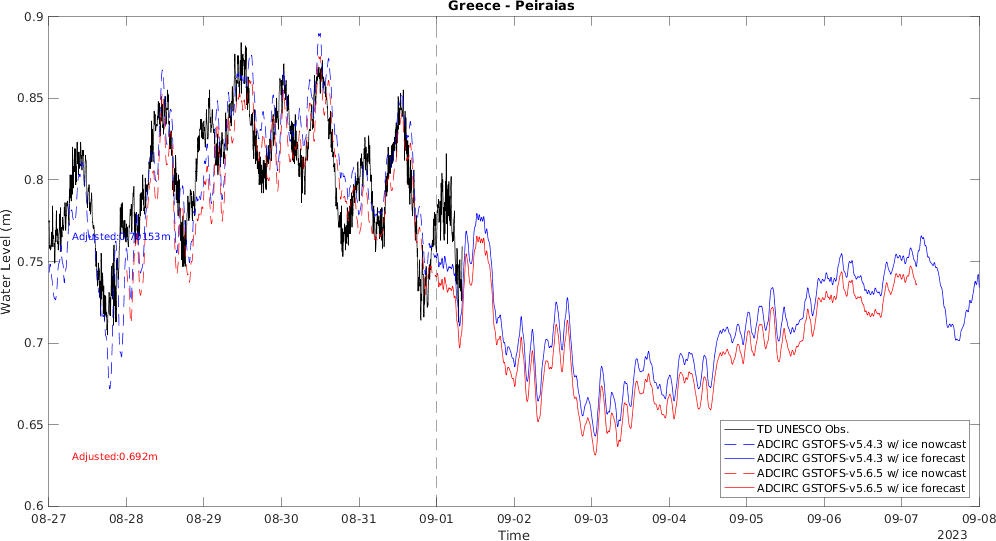 Greece - Peiraias
Water Level (m)
0.9
0.85
0.8
0.75
0.7
0.65
0.6
Adjusted:0.692m
TD UNESCO Obs.
ADCIRC GSTOFS-v5.4.3 w/ ice nowcast
ADCIRC GSTOFS-v5.4.3 w/ ice forecast
ADCIRC GSTOFS-v5.6.5 w/ ice nowcast
ADCIRC GSTOFS-v5.6.5 w/ ice forecast
08-27 08-28 08-29 08-30 08-31 09-01 09-02 09-03 09-04 09-05 09-06 09-07 09-08
Time
2023